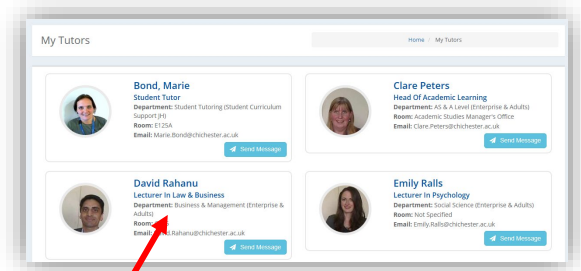 My Tutors
Home / My Tutors
Bond, Marie
Student Tutor
Department: Student Tutoring (Student Curriculum
Support JH)
Room: E125A
Email: Marie.Bond@chichester.ac.uk
Send Message
Clare Peters
Head Of Academic Learning
Department: AS & A Level (Enterprise & Adults)
Room: Academic Studies Manager's Office
Email: Clare.Peters@chichester.ac.uk
Send Message
David Rahanu
Lecturer In Law & Business
Department: Business & Management (Enterprise &
Adults)
Room:
Email: .Rahanu@chichester.ac.uk
Send Message
Emily Ralls
Lecturer In Psychology
Department: Social Science (Enterprise & Adults)
Room: Not Specified
Email: Emily.Ralls@chichester.ac.uk
Send Message